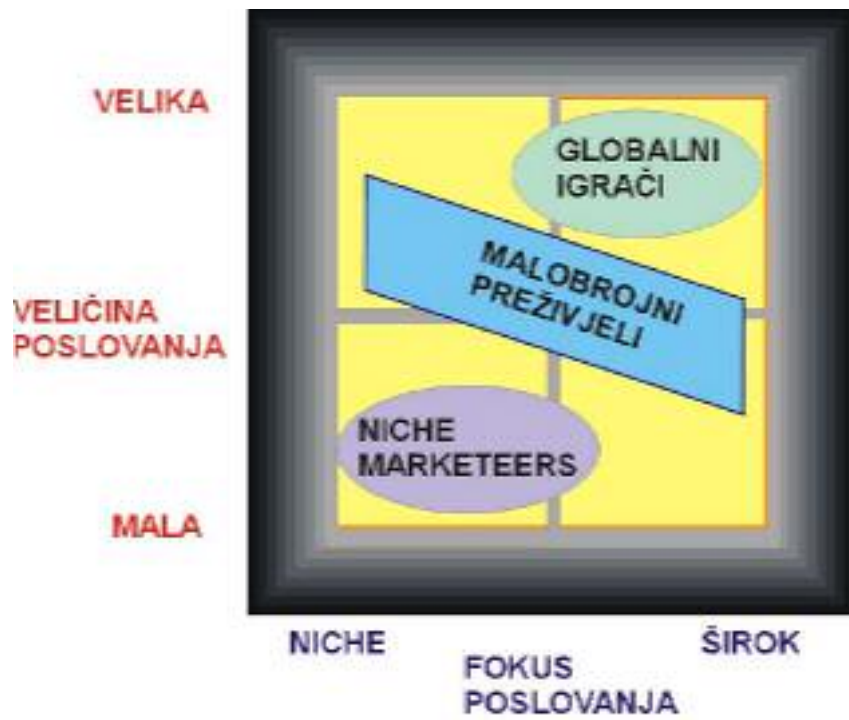 VELIKA
GLOBALNI
IGRAČI
MALOBROJNI
PREŽIVJELI
VELIČINA
POSLOVANJA
NICHE
MARKETEERS
MALA
NICHE
ŠIROK
FOKUS
POSLOVANJA